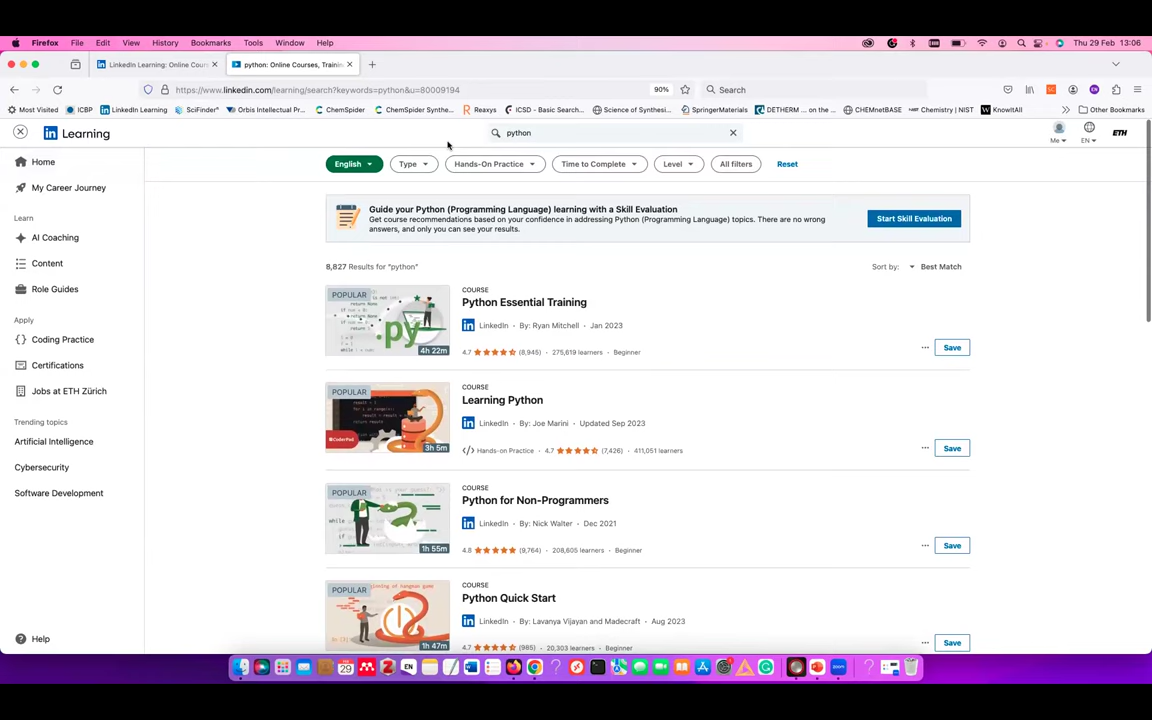 Firefox File Edit View History Bookmarks Tools Window Help Thu 29 Feb 13:06
LinkedIn Learning: Online Cours × python: Online Courses, Trainin × +
https://www.linkedin.com/learning/search?keywords=python&u=80009194 90% Search
Most Visited ICBP LinkedIn Learning SciFinder® Orbis Intellectual Pr... ChemSpider ChemSpider Synthe... Reaxys ICSD - Basic Search... Science of Synthesi... SpringerMaterials DETHERM ... on the ... CHEMnetBASE Chemistry | NIST KnowItAll Other Bookmarks
in Learning python Me EN ETH
English Type Hands-On Practice Time to Complete Level All filters Reset
Home
My Career Journey
Learn
AI Coaching
Content
Role Guides
Apply
Coding Practice
Certifications
Jobs at ETH Zürich
Trending topics
Artificial Intelligence
Cybersecurity
Software Development
Help
Guide your Python (Programming Language) learning with a Skill Evaluation
Get course recommendations based on your confidence in addressing Python (Programming Language) topics. There are no wrong
answers, and only you can see your results.
Start Skill Evaluation
8,827 Results for "python" Sort by: Best Match
POPULAR
.py
4h 22m
COURSE
Python Essential Training
in LinkedIn · By: Ryan Mitchell · Jan 2023
4.7 (8,945) · 275,619 learners · Beginner
... Save
POPULAR
CoderPad
3h 5m
COURSE
Learning Python
in LinkedIn · By: Joe Marini · Updated Sep 2023
Hands-on Practice · 4.7 (7,426) · 411,051 learners
... Save
POPULAR
while
1h 55m
COURSE
Python for Non-Programmers
in LinkedIn · By: Nick Walter · Dec 2021
4.8 (9,764) · 208,605 learners · Beginner
... Save
POPULAR
1h 47m
COURSE
Python Quick Start
in LinkedIn · By: Lavanya Vijayan and Madecraft · Aug 2023
4.7 (985) · 20,303 learners · Beginner
... Save